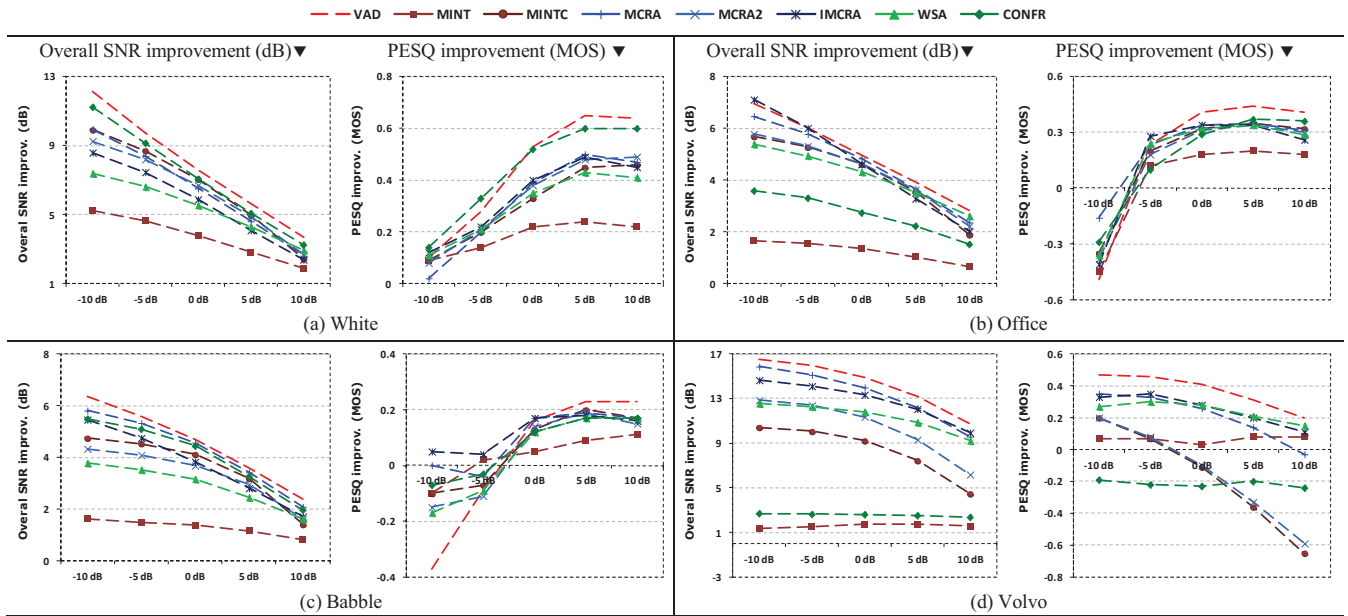 VAD MINT MINTC MCRA MCRA2 IMCRA WSA CONFR
Overall SNR improvement (dB)▼ PESQ improvement (MOS) ▼ Overall SNR improvement (dB)▼ PESQ improvement (MOS) ▼
Overall SNR improv. (dB)
13
9
5
1
-10 dB -5 dB 0 dB 5 dB 10 dB
PESQ improv. (MOS)
0.8
0.6
0.4
0.2
0
-10 dB -5 dB 0 dB 5 dB 10 dB
(a) White
Overall SNR improv. (dB)
8
6
4
2
0
-10 dB -5 dB 0 dB 5 dB 10 dB
PESQ improv. (MOS)
0.6
0.3
0
-0.3
-0.6
-10 dB -5 dB 0 dB 5 dB 10 dB
(b) Office
Overall SNR improv. (dB)
8
6
4
2
0
-10 dB -5 dB 0 dB 5 dB 10 dB
PESQ improv. (MOS)
0.4
0.2
0
-0.2
-0.4
-10 dB -5 dB 0 dB 5 dB 10 dB
(c) Babble
Overall SNR improv. (dB)
17
13
9
5
1
-3
-10 dB -5 dB 0 dB 5 dB 10 dB
PESQ improv. (MOS)
0.6
0.4
0.2
0
-0.2
-0.4
-0.6
-0.8
-10 dB -5 dB 0 dB 5 dB 10 dB
(d) Volvo